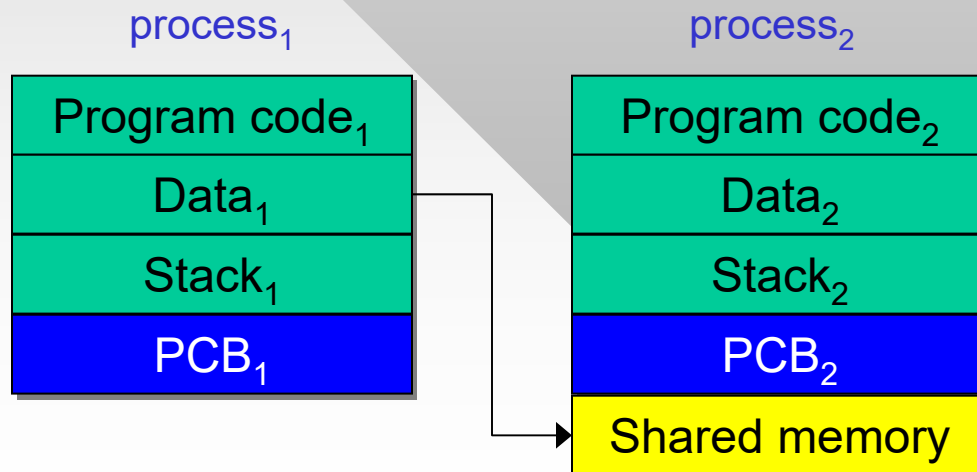 process₁
Program code₁
Data₁
Stack₁
PCB₁
process₂
Program code₂
Data₂
Stack₂
PCB₂
Shared memory